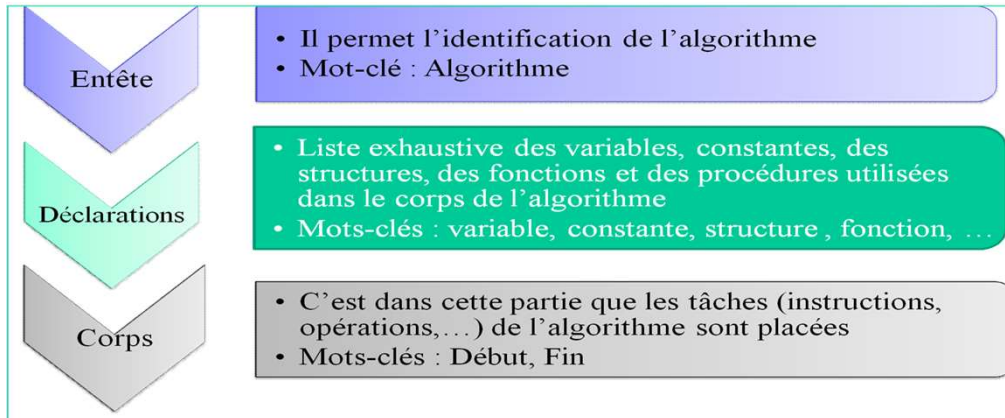 Entête
• Il permet l’identification de l’algorithme
• Mot-clé : Algorithme
Déclarations
• Liste exhaustive des variables, constantes, des
structures, des fonctions et des procédures utilisées
dans le corps de l’algorithme
• Mots-clés : variable, constante, structure , fonction, …
Corps
• C’est dans cette partie que les tâches (instructions,
opérations,…) de l’algorithme sont placées
• Mots-clés : Début, Fin